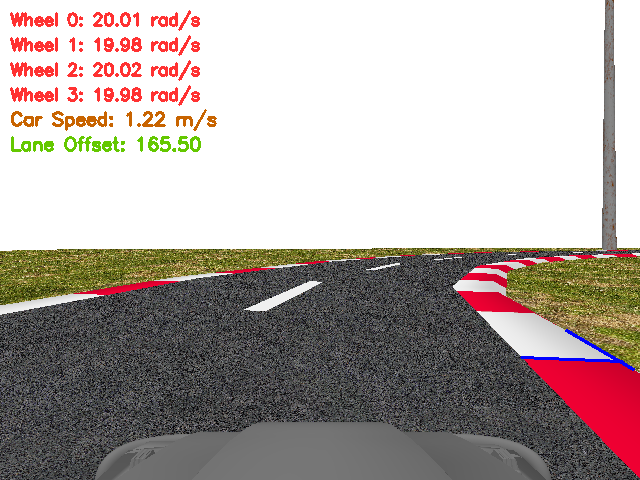 Wheel 0: 20.01 rad/s
Wheel 1: 19.98 rad/s
Wheel 2: 20.02 rad/s
Wheel 3: 19.98 rad/s
Car Speed: 1.22 m/s
Lane Offset: 165.50